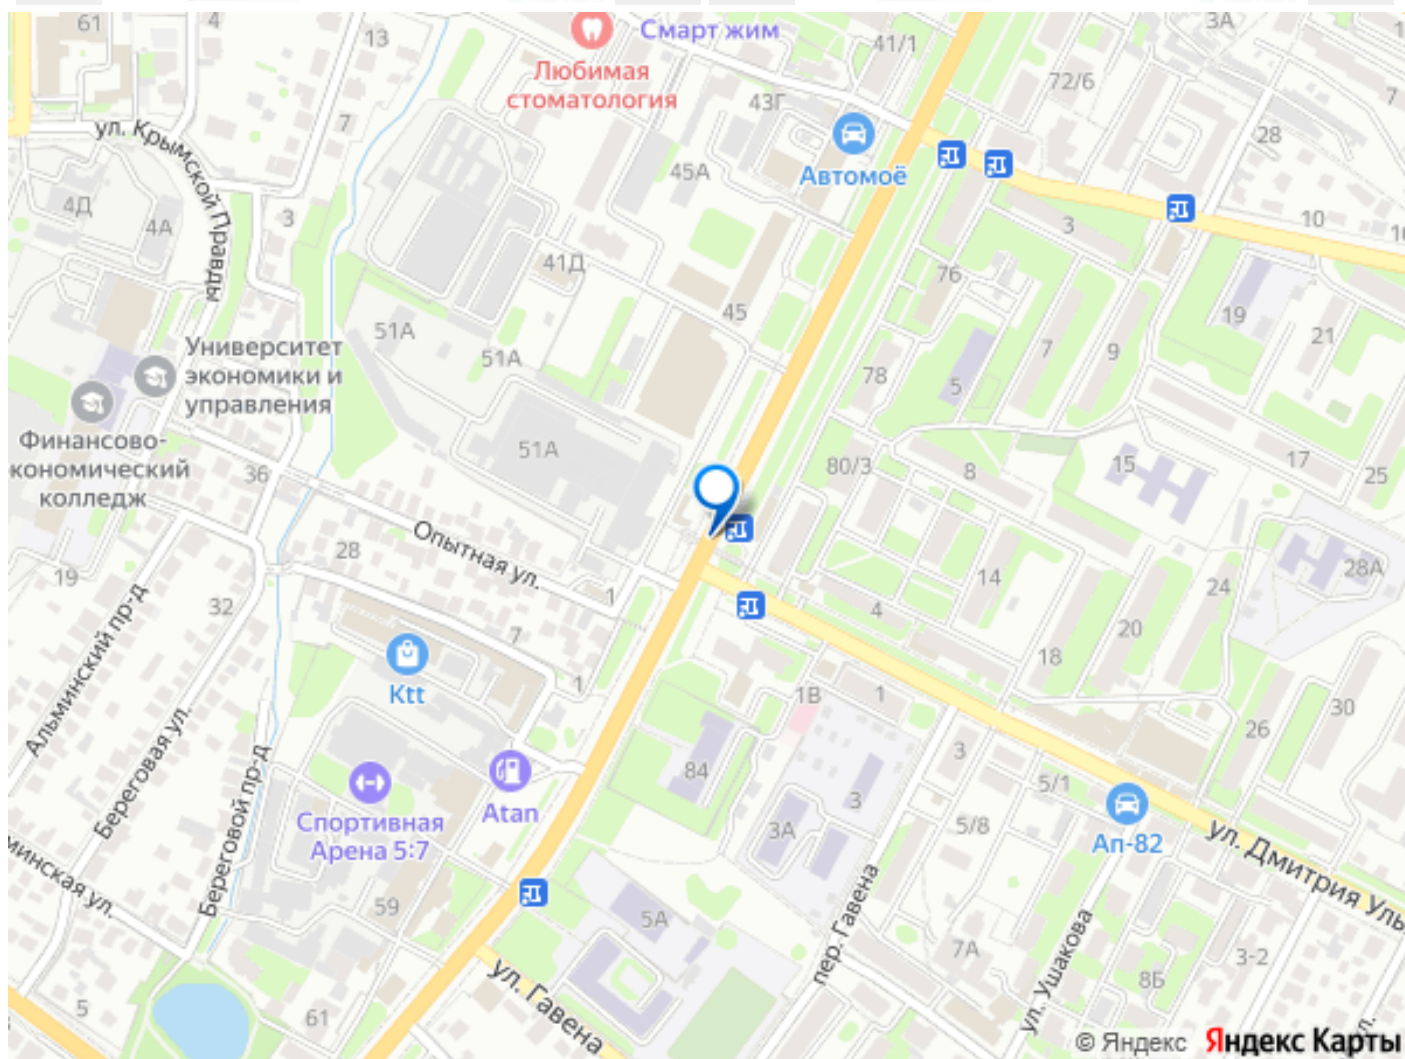 61
4
13
Смарт жим
Любимая
стоматология
41/1
3А
72/6
43Г
7
7
28
ул. Крымской Правды
45А
Автомоё
4Д
4А
3
3
10
41Д
76
45
19
21
51А
51А
7
9
Университет
экономики и
управления
78
5
Финансово-
кономический
колледж
36
51А
80/3
8
15
17
25
Опытная ул.
28
19
32
1
7
14
24
28А
4
20
18
Альминский пр-д
Береговая ул.
Ktt
1
1В
1
26
30
84
3
5/1
Береговой пр-д
Спортивная
Арена 5:7
Atan
3А
3
5/8
Ап-82
ул. Дмитрия Уль
минская ул.
59
5А
пер. Гавена
7А
ул. Ушакова
8Б
3-2
5
61
ул. Гавена
© Яндекс Яндекс Карты